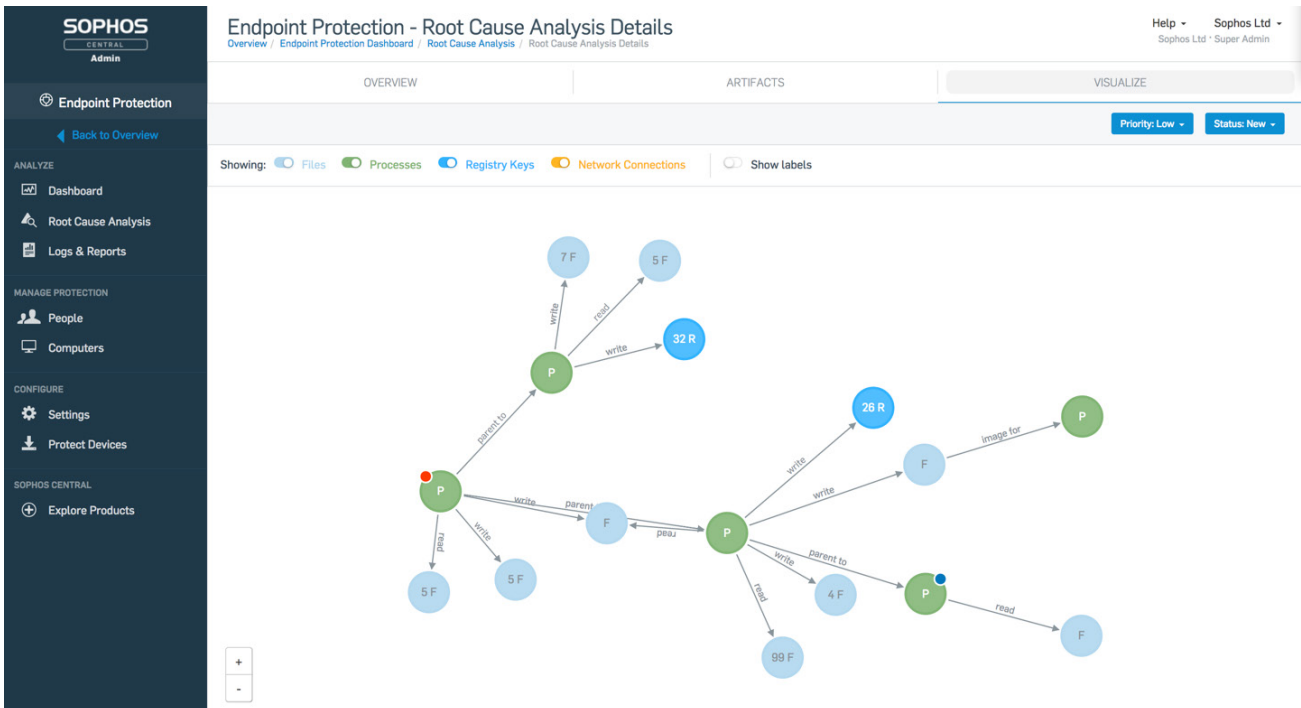 SOPHOS
CENTRAL
Admin
Endpoint Protection
Back to Overview
ANALYZE
Dashboard
Root Cause Analysis
Logs & Reports
MANAGE PROTECTION
People
Computers
CONFIGURE
Settings
Protect Devices
SOPHOS CENTRAL
Explore Products
Endpoint Protection - Root Cause Analysis Details
Overview / Endpoint Protection Dashboard / Root Cause Analysis / Root Cause Analysis Details
Help
Sophos Ltd
Sophos Ltd · Super Admin
OVERVIEW
ARTIFACTS
VISUALIZE
Priority: Low
Status: New
Showing: Files Processes Registry Keys Network Connections Show labels
7 F
5 F
write
read
32 R
write
P
parent to
28 R
P
image for
write
F
write
P
write
parent
F
read
P
read
write
5 F
5 F
write
parent to
read
4 F
P
read
F
99 F
+
-